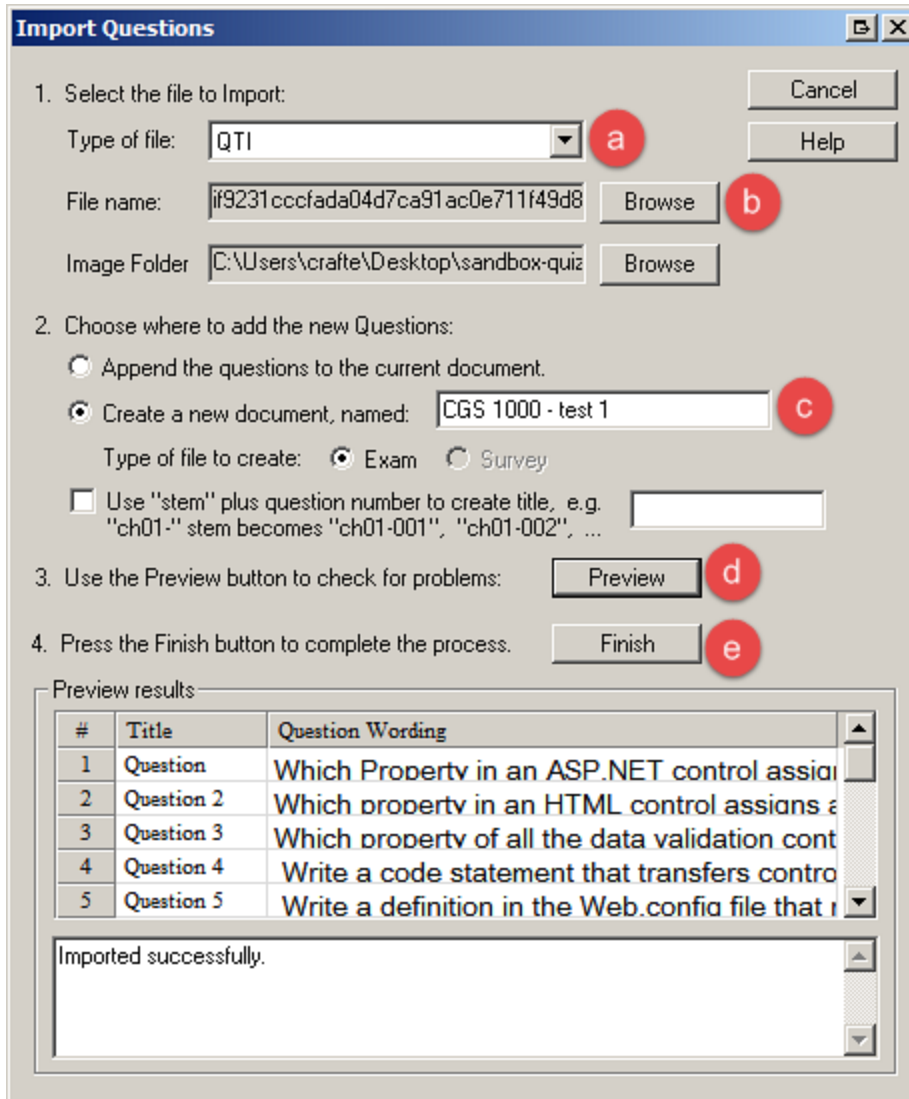 Import Questions
1. Select the file to Import:
Cancel
Type of file: QTI a
Help
File name: if9231cccfada04d7ca91ac0e711f49d8 Browse b
Image Folder C:\Users\crafte\Desktop\sandbox-quiz Browse
2. Choose where to add the new Questions:
Append the questions to the current document.
Create a new document, named: CGS 1000 - test 1 c
Type of file to create: Exam Survey
Use "stem" plus question number to create title, e.g.
"ch01-" stem becomes "ch01-001", "ch01-002", ...
3. Use the Preview button to check for problems: Preview d
4. Press the Finish button to complete the process. Finish e
Preview results
# Title Question Wording
1 Question Which Property in an ASP.NET control assign
2 Question 2 Which property in an HTML control assigns a
3 Question 3 Which property of all the data validation cont
4 Question 4 Write a code statement that transfers contro
5 Question 5 Write a definition in the Web.config file that
Imported successfully.